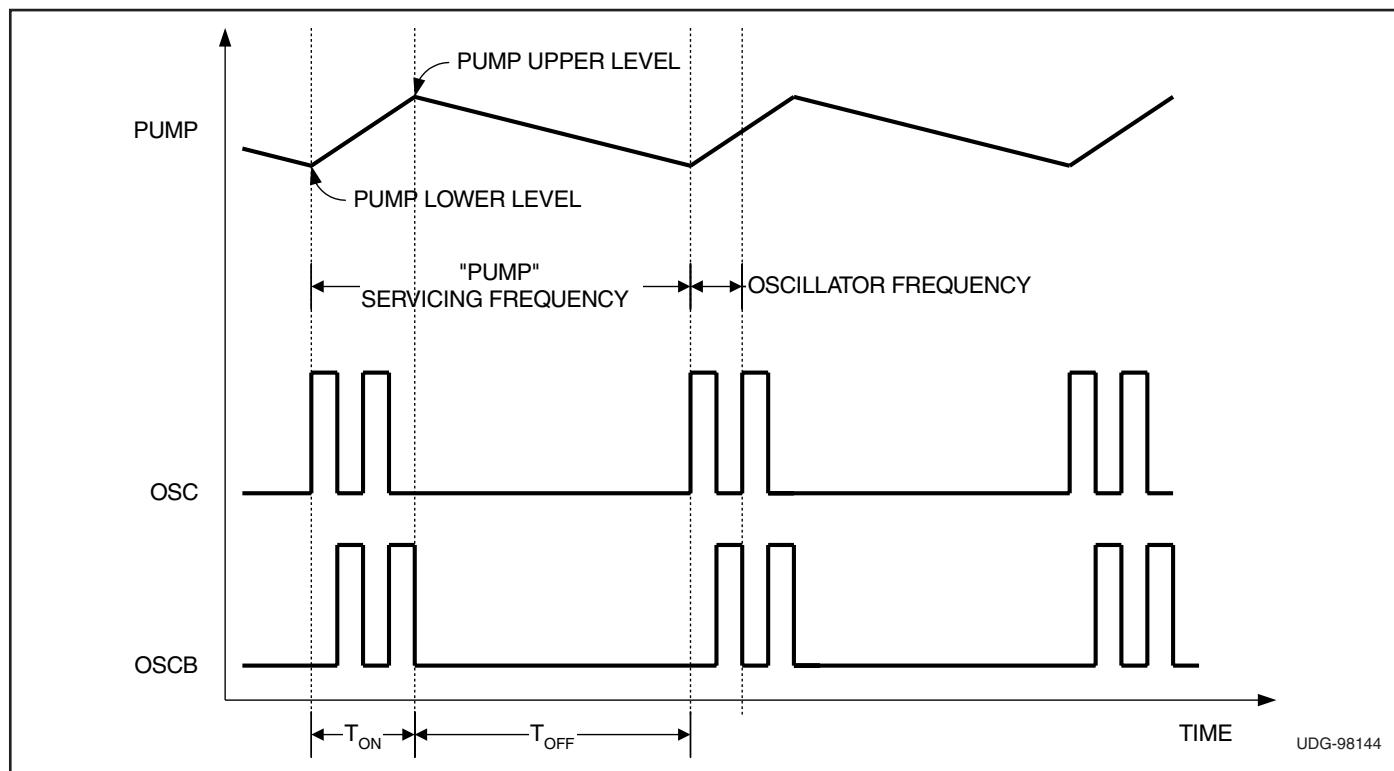 PUMP UPPER LEVEL
PUMP
PUMP LOWER LEVEL
"PUMP"
SERVICING FREQUENCY
OSCILLATOR FREQUENCY
OSC
OSCB
TON
TOFF
TIME
UDG-98144